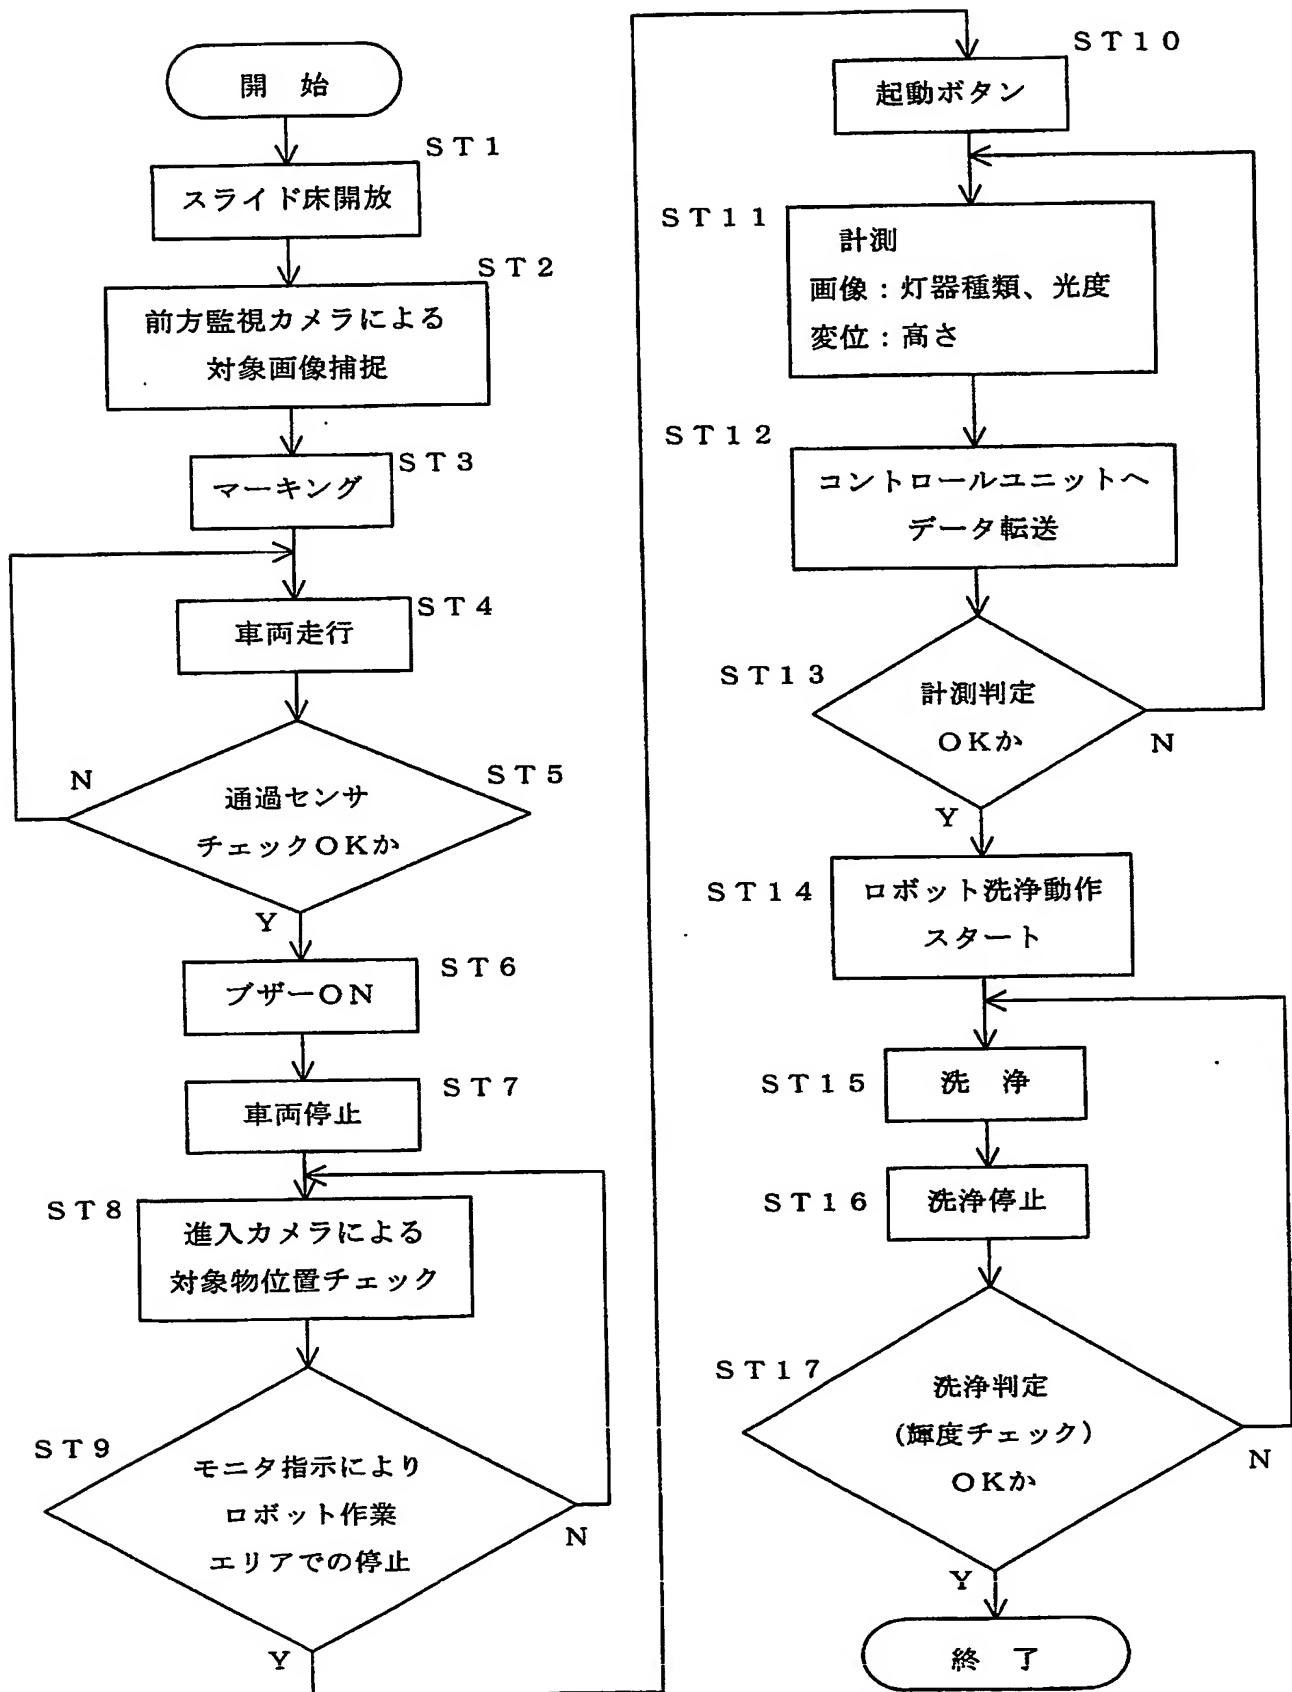 開 始
ST1
スライド床開放
ST2
前方監視カメラによる
対象画像捕捉
ST3
マーキング
ST4
車両走行
ST5
通過センサ
チェックOKか
N
Y
ST6
ブザーON
ST7
車両停止
ST8
進入カメラによる
対象物位置チェック
ST9
モニタ指示により
ロボット作業
エリアでの停止
N
Y
ST10
起動ボタン
ST11
計測
画像：灯器種類、光度
変位：高さ
ST12
コントロールユニットへ
データ転送
ST13
計測判定
OKか
N
Y
ST14
ロボット洗浄動作
スタート
ST15
洗 浄
ST16
洗浄停止
ST17
洗浄判定
(輝度チェック)
OKか
N
Y
終 了